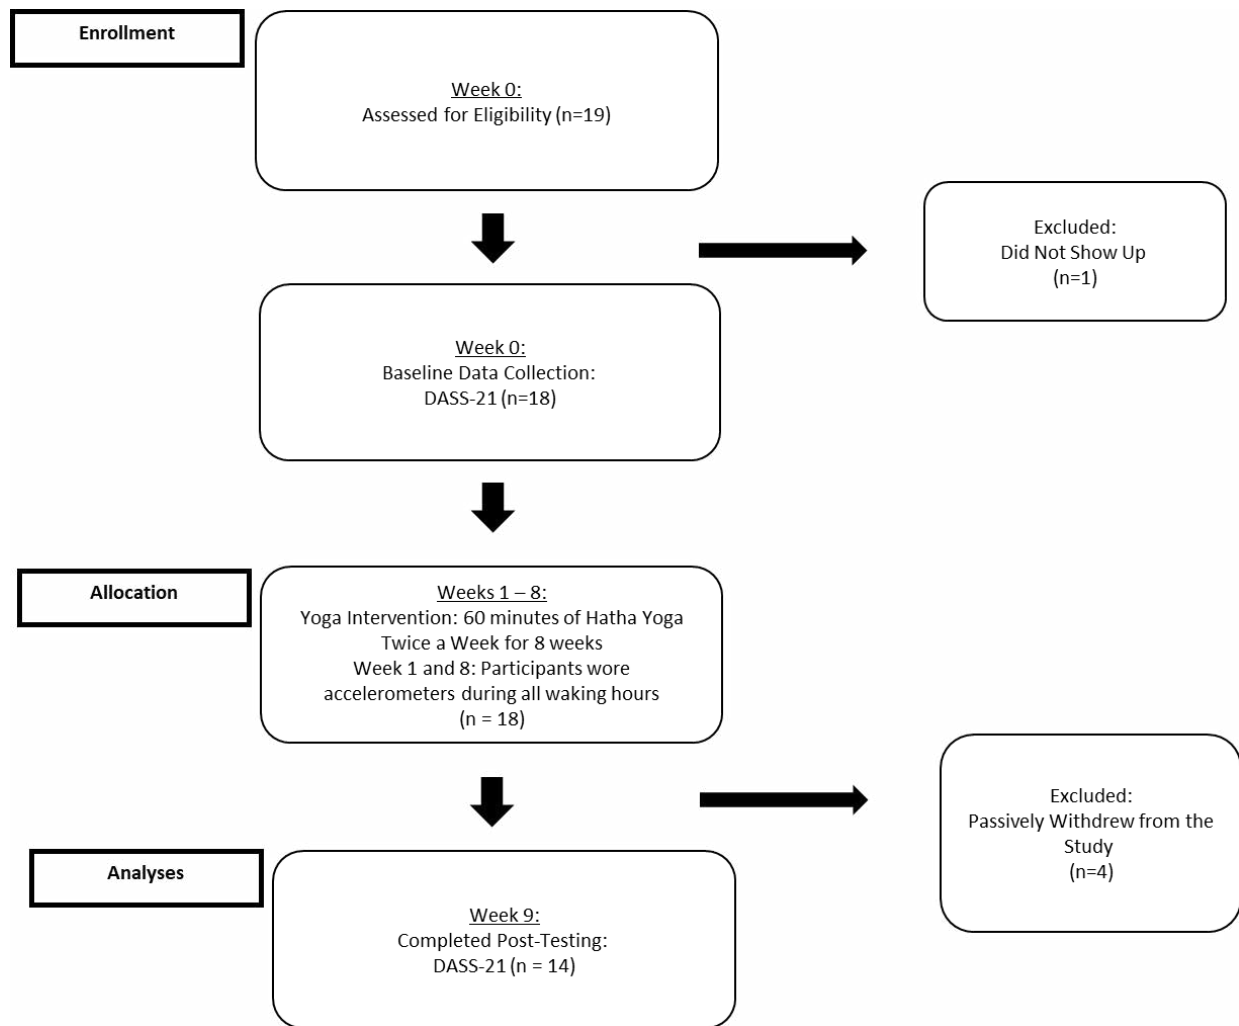 Enrollment
Week 0:
Assessed for Eligibility (n=19)
Excluded:
Did Not Show Up
(n=1)
Week 0:
Baseline Data Collection:
DASS-21 (n=18)
Allocation
Weeks 1 – 8:
Yoga Intervention: 60 minutes of Hatha Yoga
Twice a Week for 8 weeks
Week 1 and 8: Participants wore
accelerometers during all waking hours
(n = 18)
Excluded:
Passively Withdrew from the
Study
(n=4)
Analyses
Week 9:
Completed Post-Testing:
DASS-21 (n = 14)